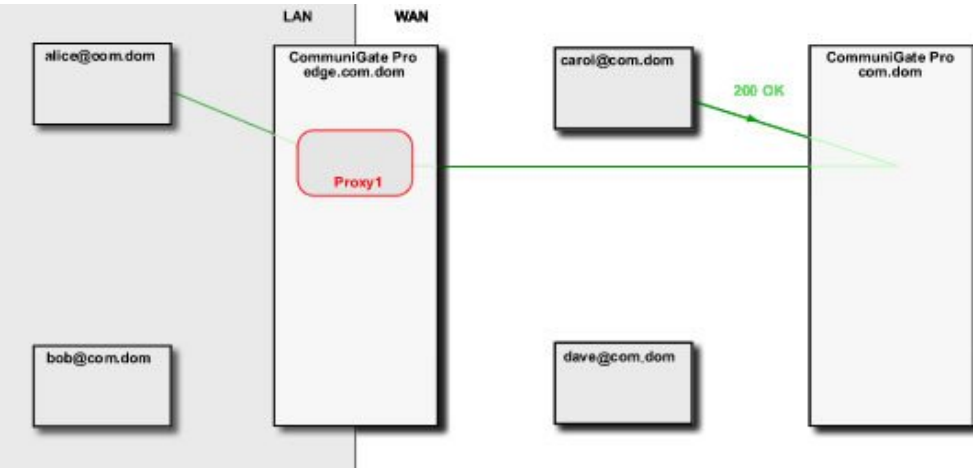 LAN
WAN
alice@com.dom
CommuniGate Pro
edge.com.dom
carol@com.dom
CommuniGate Pro
com.dom
200 OK
Proxy1
bob@com.dom
dave@com.dom